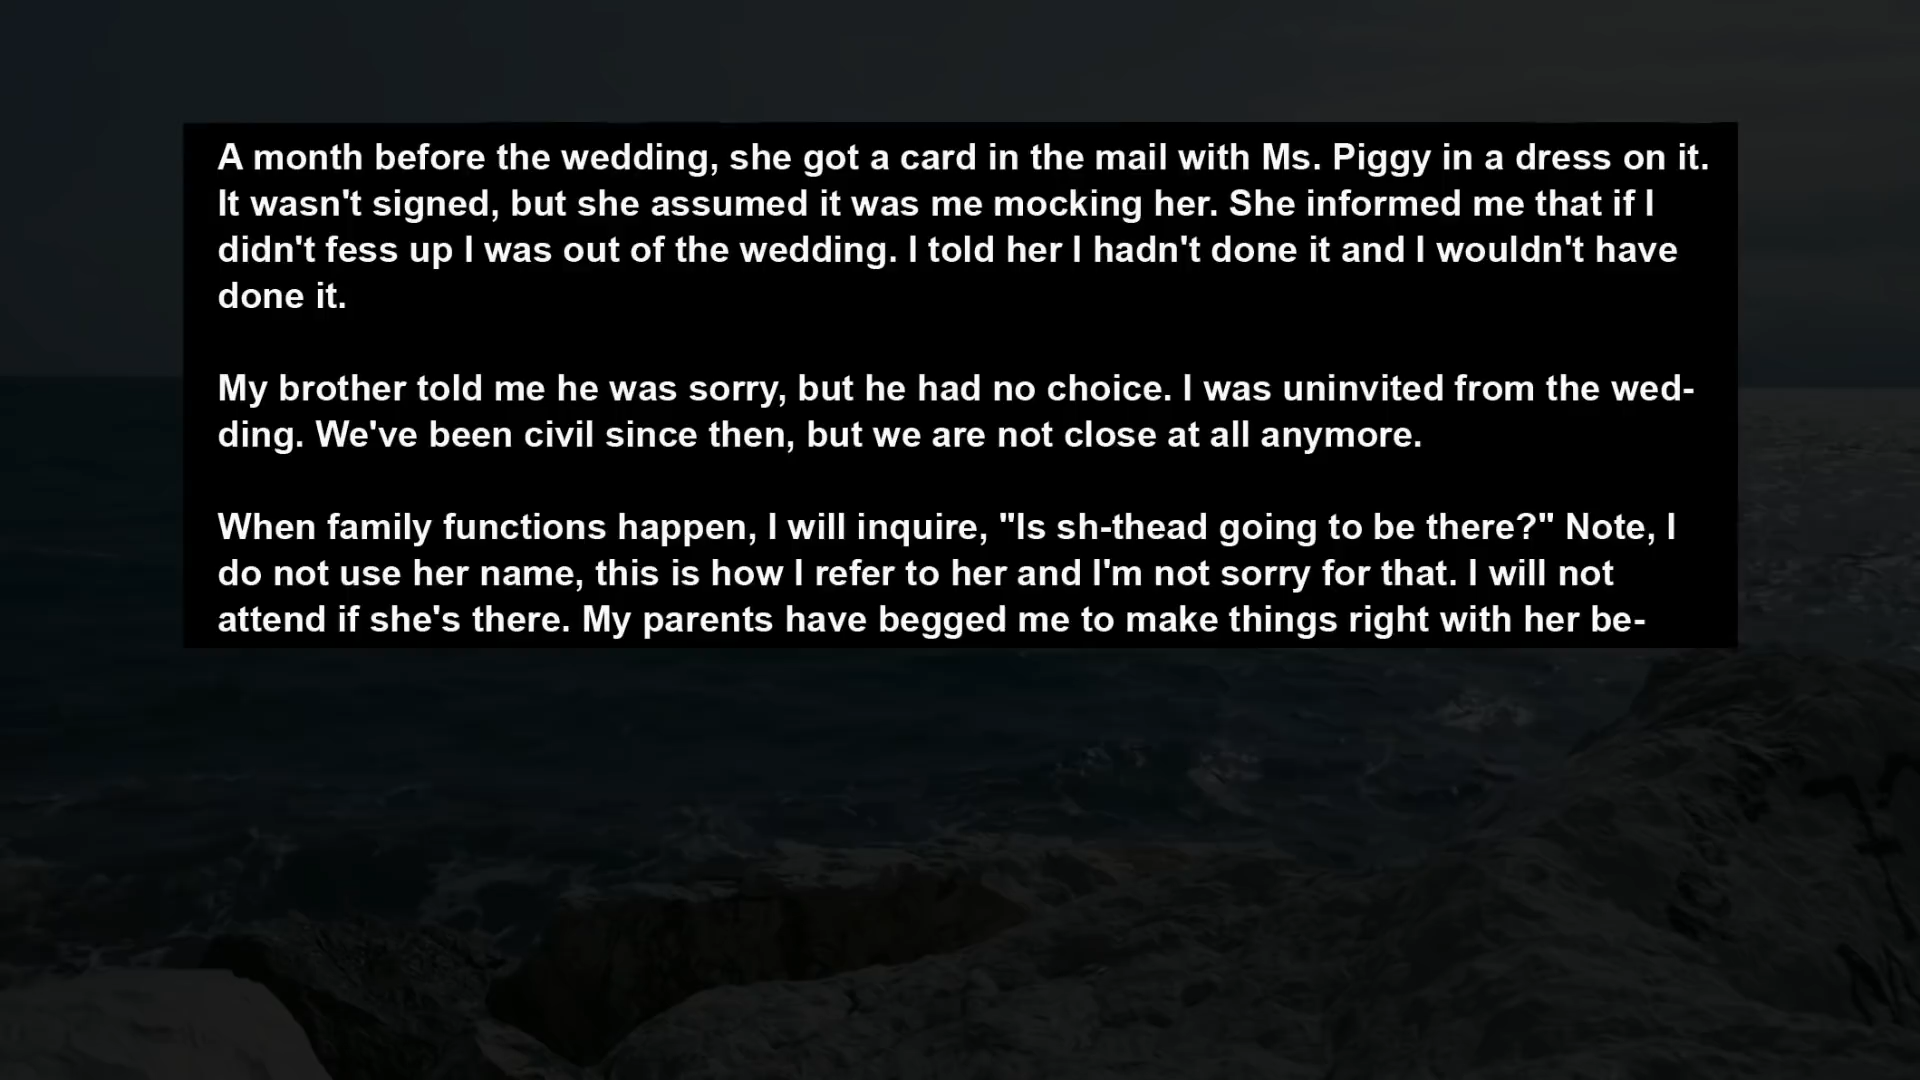 A month before the wedding, she got a card in the mail with Ms. Piggy in a dress on it.
It wasn't signed, but she assumed it was me mocking her. She informed me that if I
didn't fess up I was out of the wedding. I told her I hadn't done it and I wouldn't have
done it.
My brother told me he was sorry, but he had no choice. I was uninvited from the wed-
ding. We've been civil since then, but we are not close at all anymore.
When family functions happen, I will inquire, "Is sh-thead going to be there?" Note, I
do not use her name, this is how I refer to her and I'm not sorry for that. I will not
attend if she's there. My parents have begged me to make things right with her be-